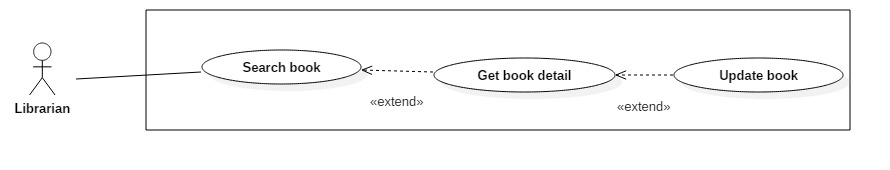 Search book
Get book detail
Update book
«extend»
«extend»
Librarian